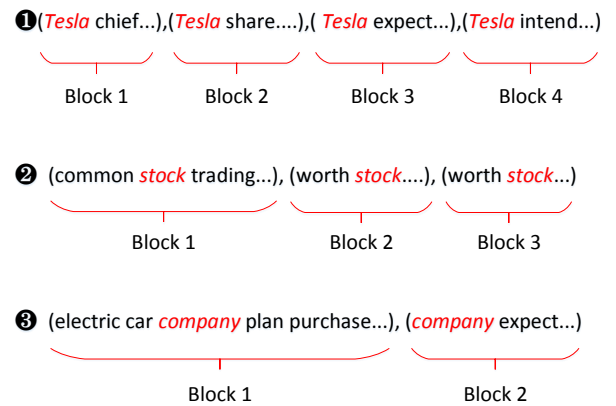 ❶(Tesla chief...),(Tesla share....),( Tesla expect...),(Tesla intend...)
Block 1 Block 2 Block 3 Block 4
❷ (common stock trading...), (worth stock....), (worth stock...)
Block 1 Block 2 Block 3
❸ (electric car company plan purchase...), (company expect...)
Block 1 Block 2